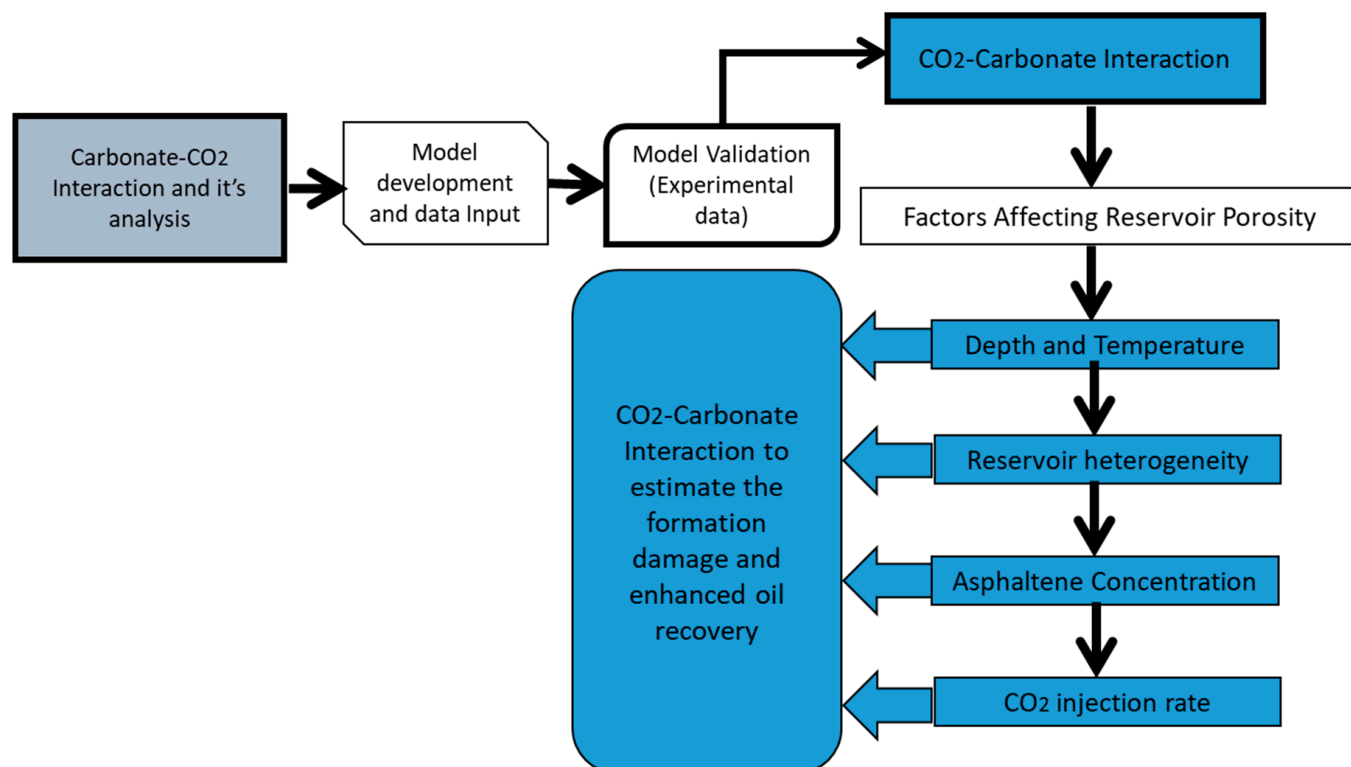 Carbonate-CO2
Interaction and it's
analysis
Model
development
and data Input
Model Validation
(Experimental
data)
CO2-Carbonate Interaction
Factors Affecting Reservoir Porosity
Depth and Temperature
Reservoir heterogeneity
Asphaltene Concentration
CO2 injection rate
CO2-Carbonate
Interaction to
estimate the
formation
damage and
enhanced oil
recovery